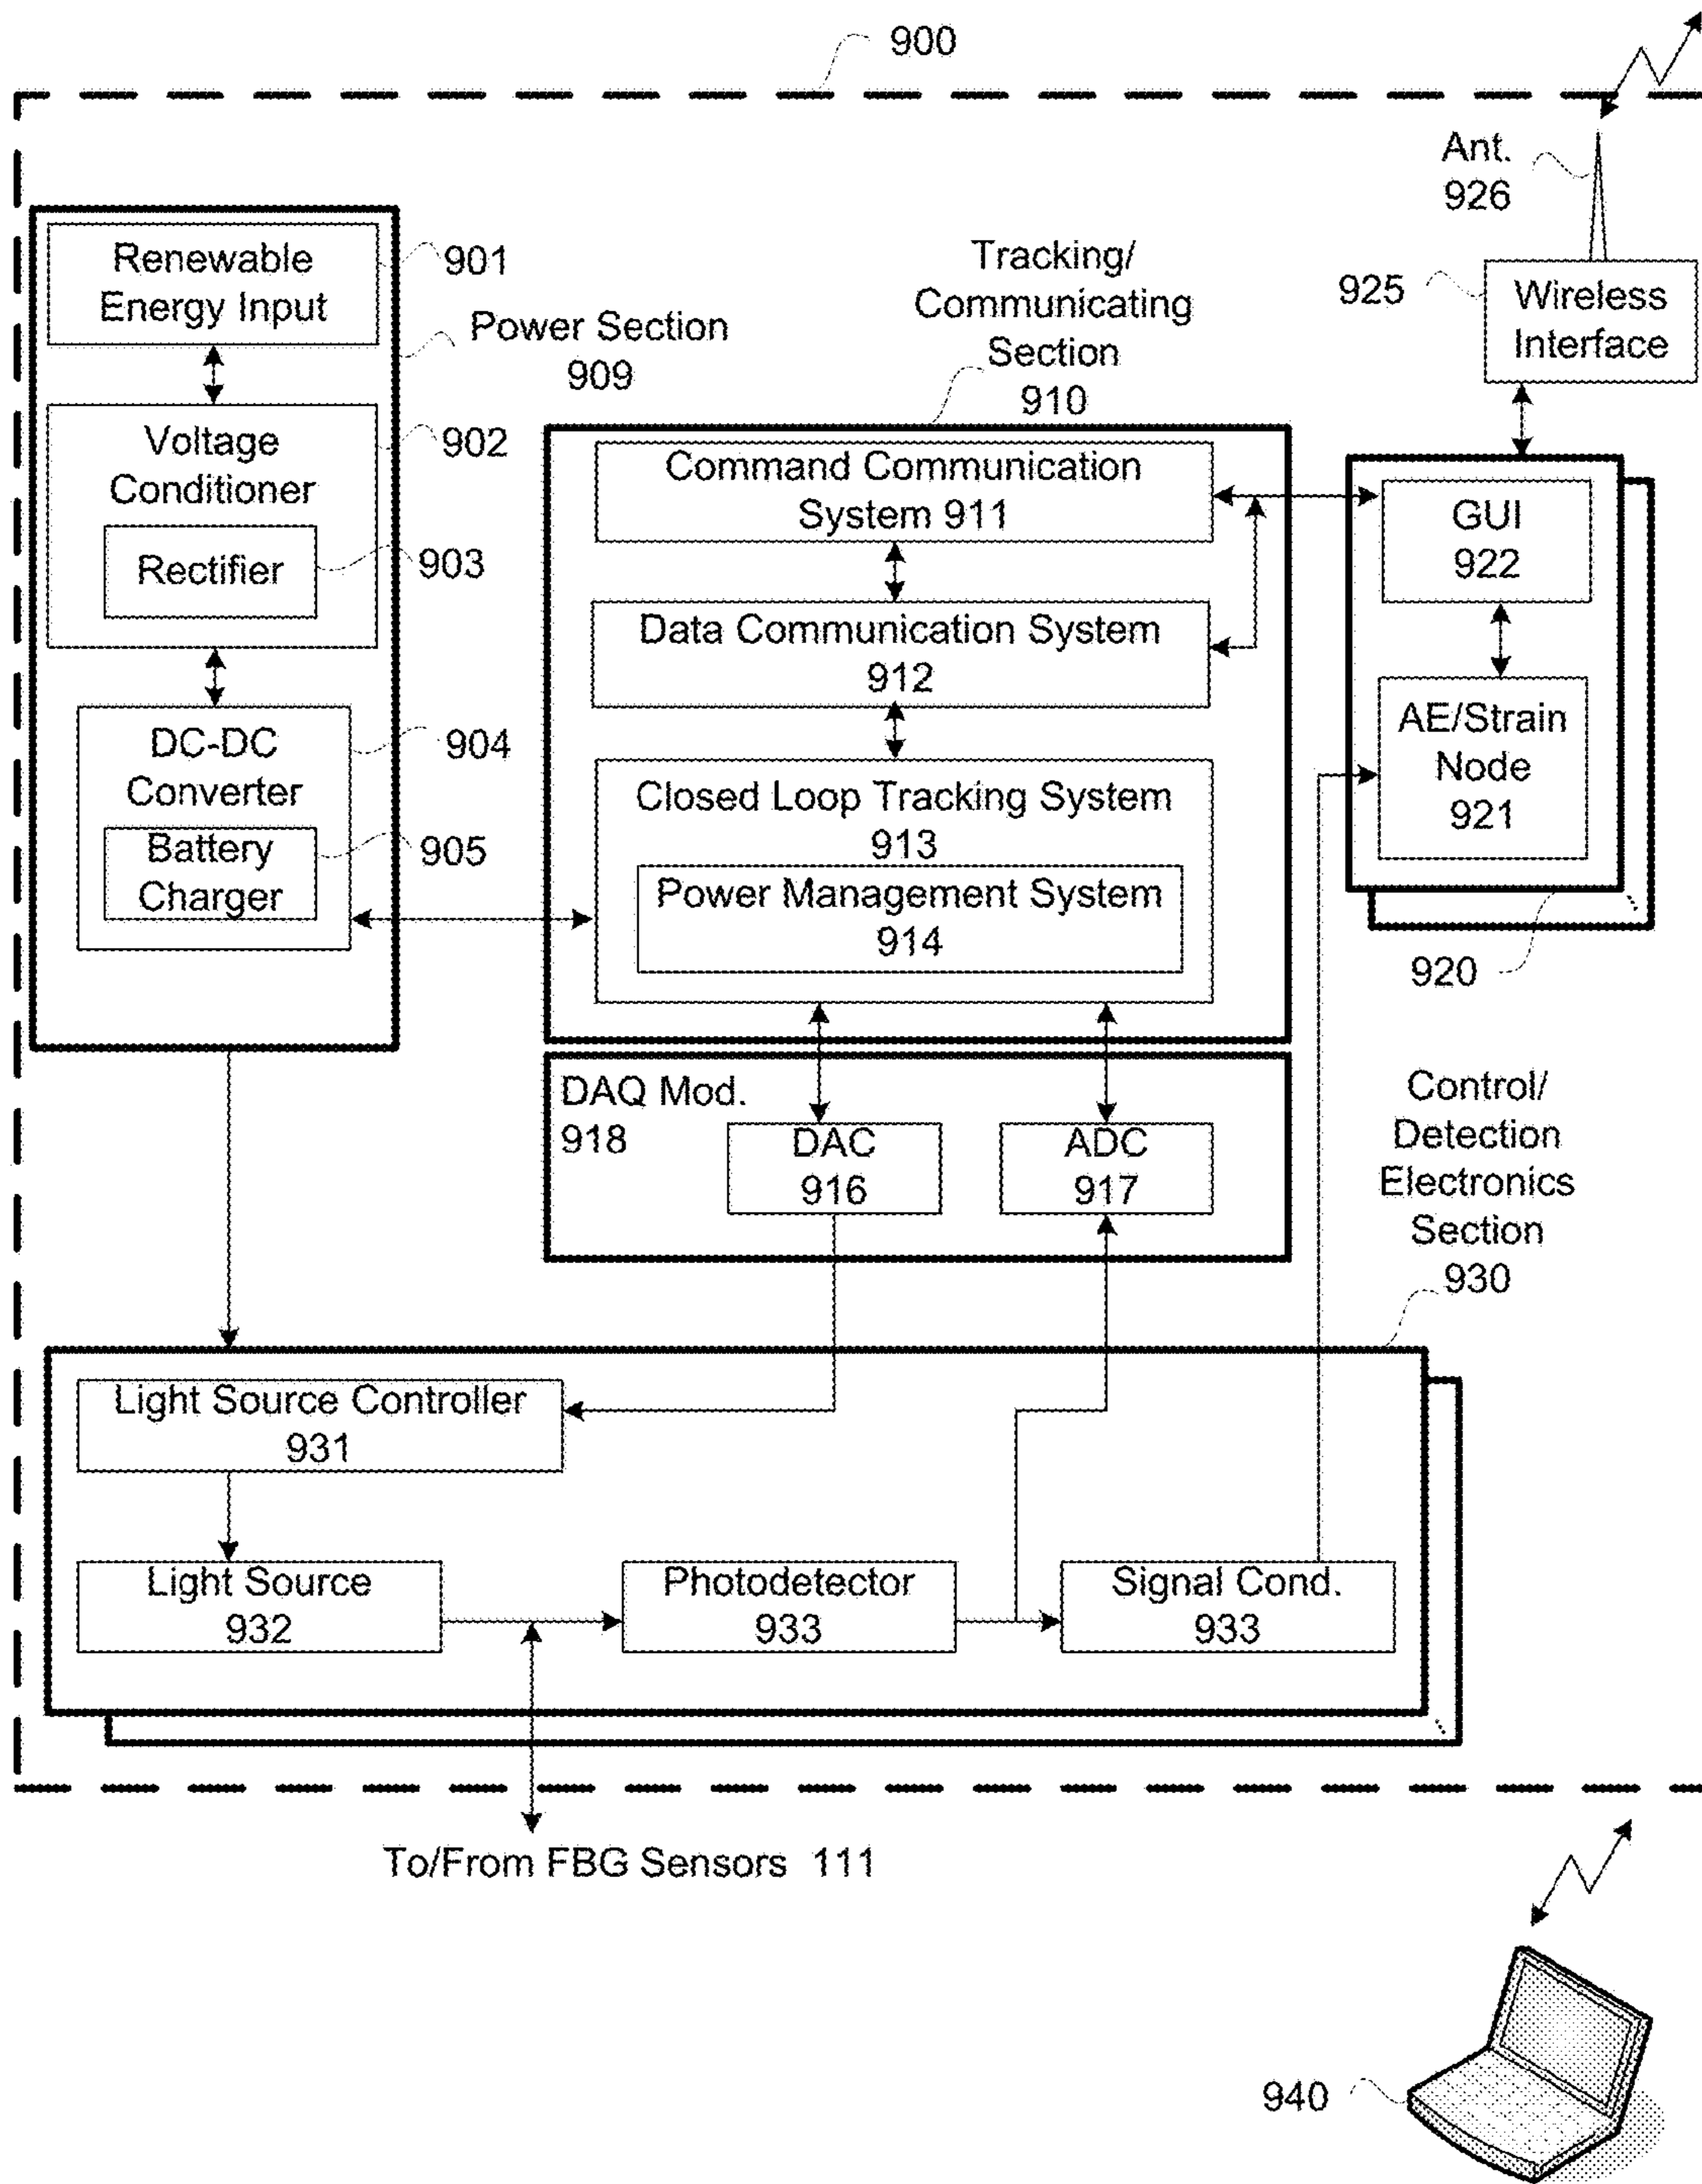 900
Ant.
926
Renewable
Energy Input
901
Power Section
909
Tracking/
Communicating
Section
910
925
Wireless
Interface
Voltage
Conditioner
902
Rectifier
903
Command Communication
System 911
GUI
922
Data Communication System
912
DC-DC
Converter
904
Battery
Charger
905
Closed Loop Tracking System
913
Power Management System
914
AE/Strain
Node
921
920
DAQ Mod.
918
DAC
916
ADC
917
Control/
Detection
Electronics
Section
930
Light Source Controller
931
Light Source
932
Photodetector
933
Signal Cond.
933
To/From FBG Sensors 111
940